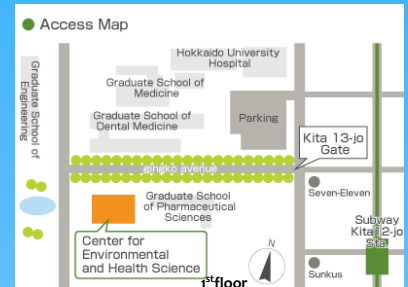 Access Map
Hokkaido University
Hospital
Graduate School of
Engineering
Graduate School of
Medicine
Graduate School of
Dental Medicine
Parking
Kita 13-jo
Gate
gingko avenue
Graduate School
of Pharmaceutical
Sciences
Seven-Eleven
Subway
Kita 12-jo
Sta.
Center for
Environmental
and Health Science
N
Sunkus
1st floor